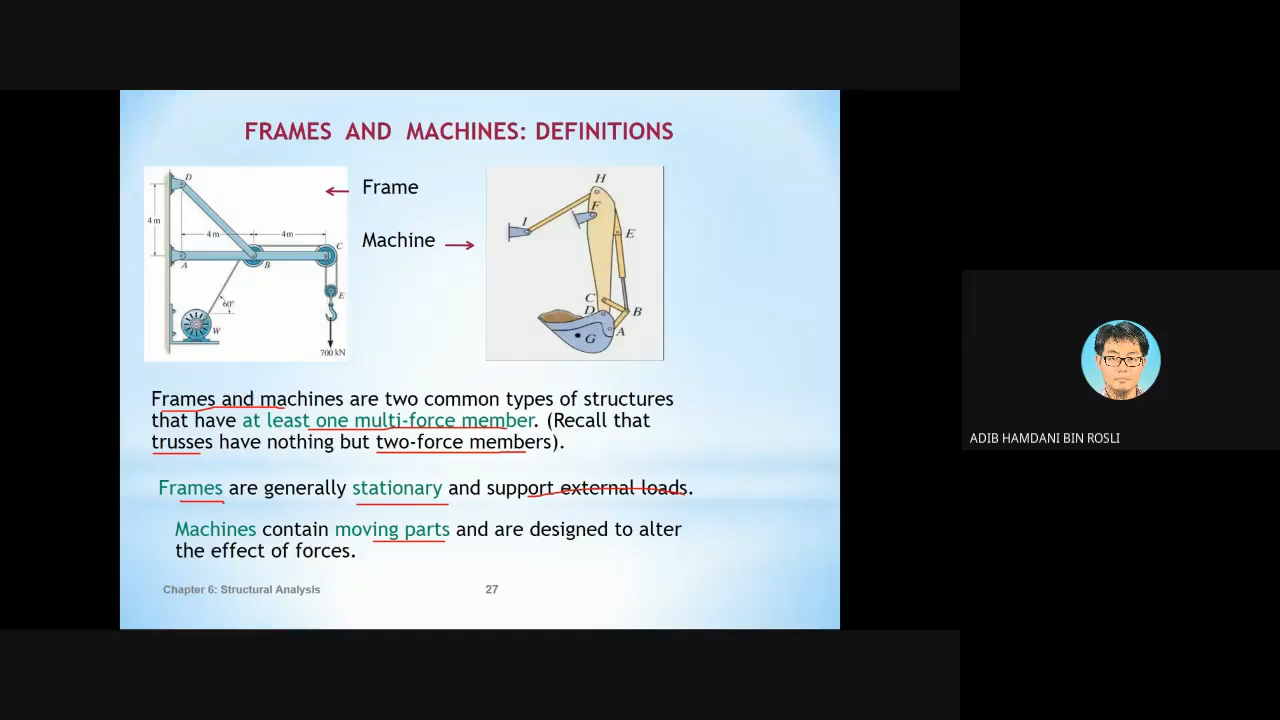 FRAMES AND MACHINES: DEFINITIONS
D
4 m
4 m
4 m
C
A
B
E
60°
W
700 kN
Frame
Machine
H
F
I
E
C
D
B
A
G
Frames and machines are two common types of structures
that have at least one multi-force member. (Recall that
trusses have nothing but two-force members).
Frames are generally stationary and support external loads.
Machines contain moving parts and are designed to alter
the effect of forces.
Chapter 6: Structural Analysis
27
ADIB HAMDANI BIN ROSLI